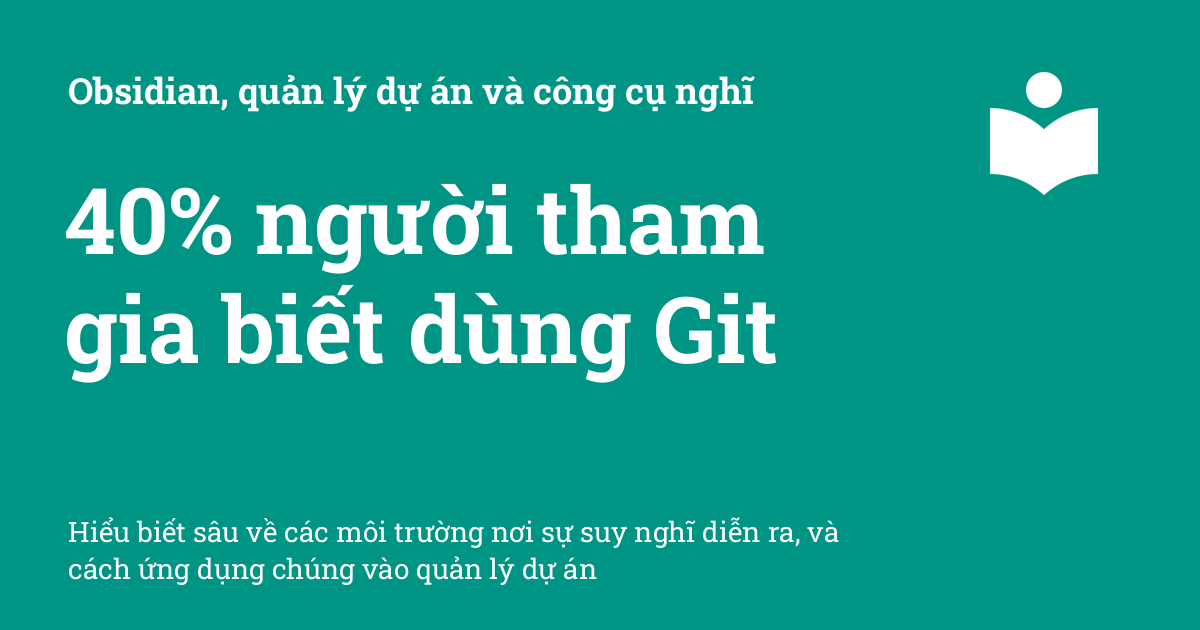 Obsidian, quản lý dự án và công cụ nghĩ
40% người tham
gia biết dùng Git
Hiểu biết sâu về các môi trường nơi sự suy nghĩ diễn ra, và
cách ứng dụng chúng vào quản lý dự án